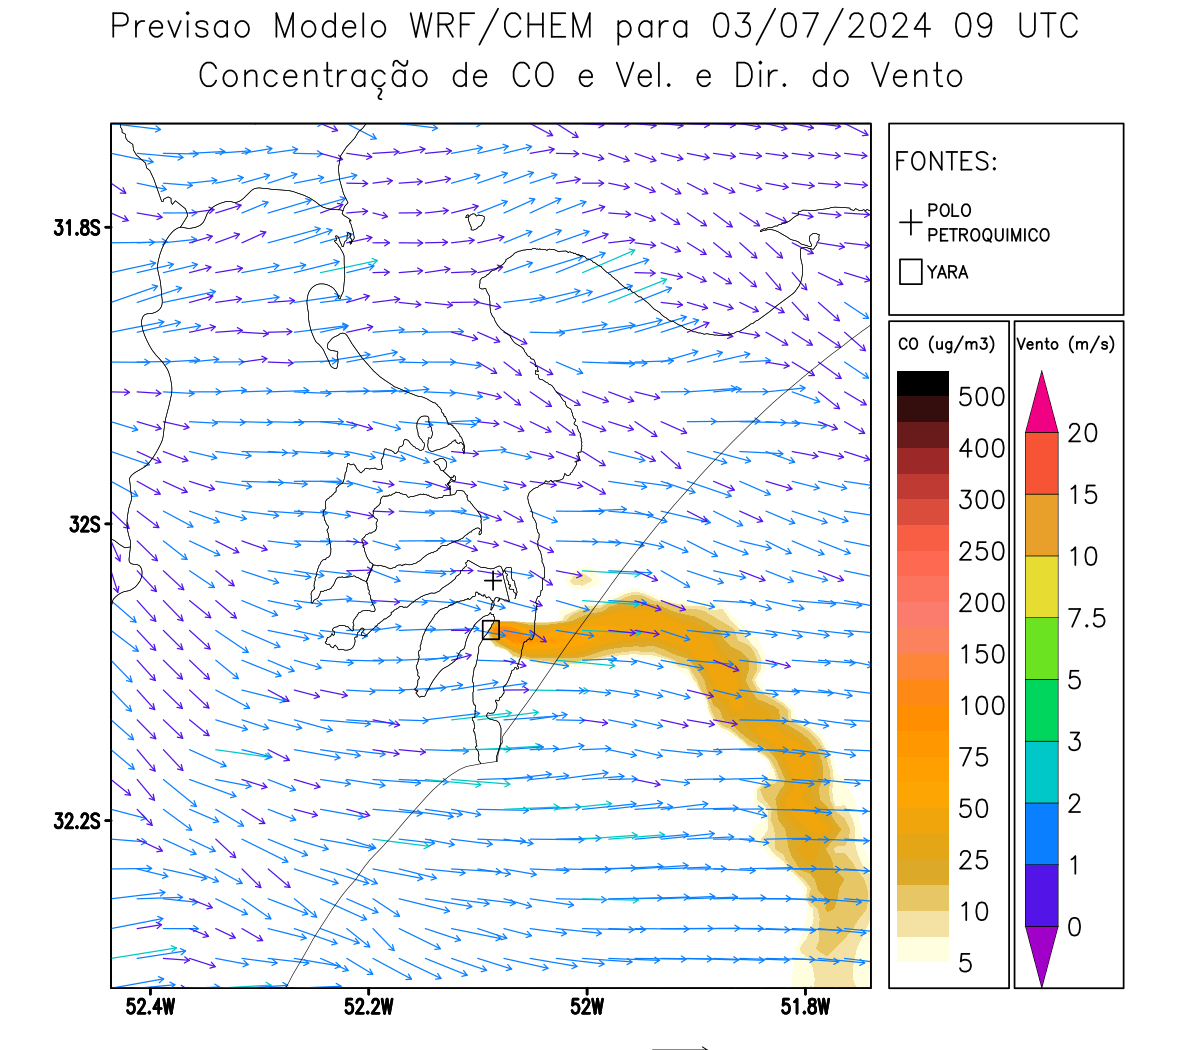 Previsao Modelo WRF/CHEM para 03/07/2024 09 UTC
Concentração de CO e Vel. e Dir. do Vento
FONTES:
POLO
PETROQUIMICO
YARA
CO (ug/m3)
500
400
300
250
200
150
100
75
50
25
10
5
Vento (m/s)
20
15
10
7.5
5
3
2
1
0
31.8S
32S
32.2S
52.4W
52.2W
52W
51.8W